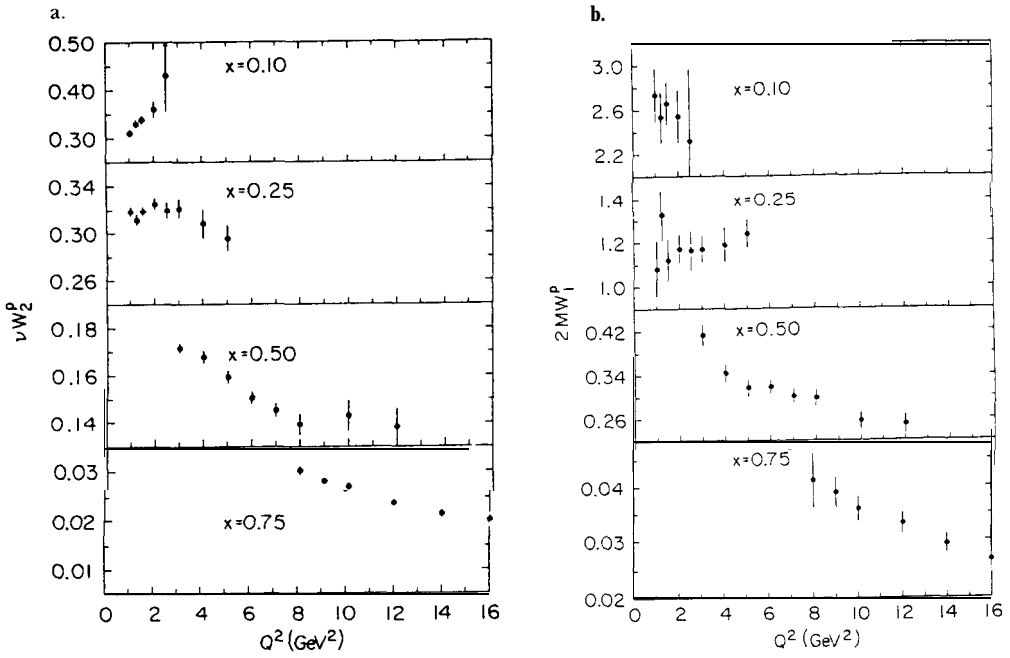 a.
0.50
0.40
0.30
x=0.10
0.34
0.30
0.26
x=0.25
νW₂ᵖ
0.18
0.16
0.14
x=0.50
0.03
0.02
0.01
x=0.75
0 2 4 6 8 10 12 14 16
Q² (GeV²)
b.
3.0
2.6
2.2
x=0.10
1.4
1.2
1.0
x=0.25
2MW₁ᵖ
0.42
0.34
0.26
x=0.50
0.04
0.03
0.02
x=0.75
0 2 4 6 8 10 12 14 16
Q² (GeV²)